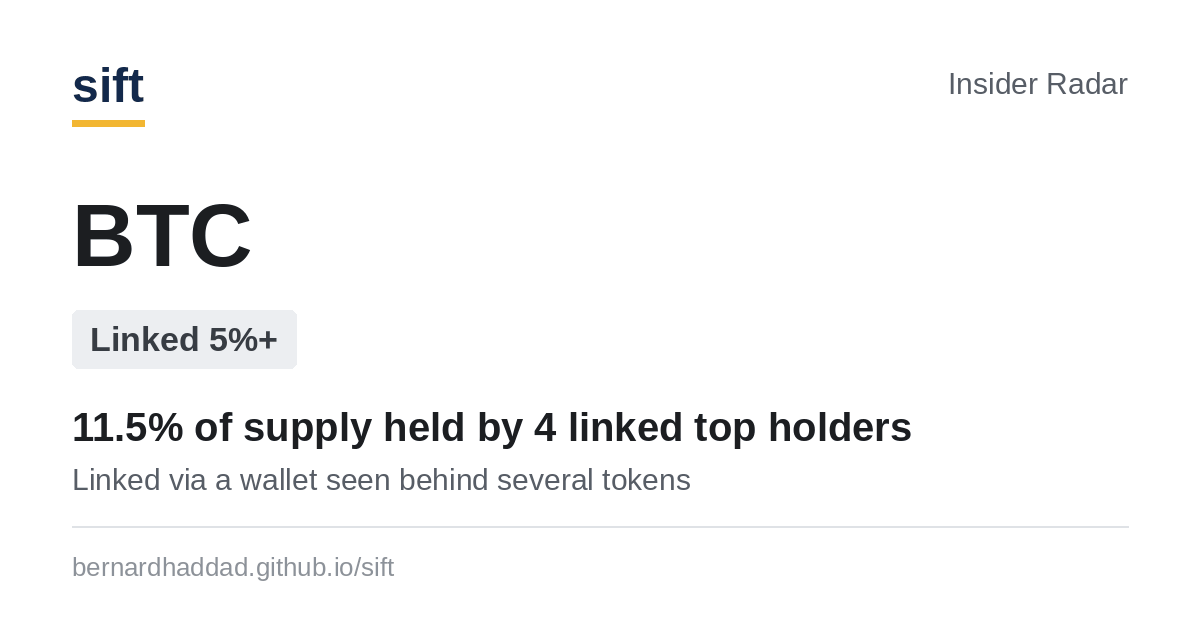 sift
Insider Radar
BTC
Linked 5%+
11.5% of supply held by 4 linked top holders
Linked via a wallet seen behind several tokens
bernardhaddad.github.io/sift